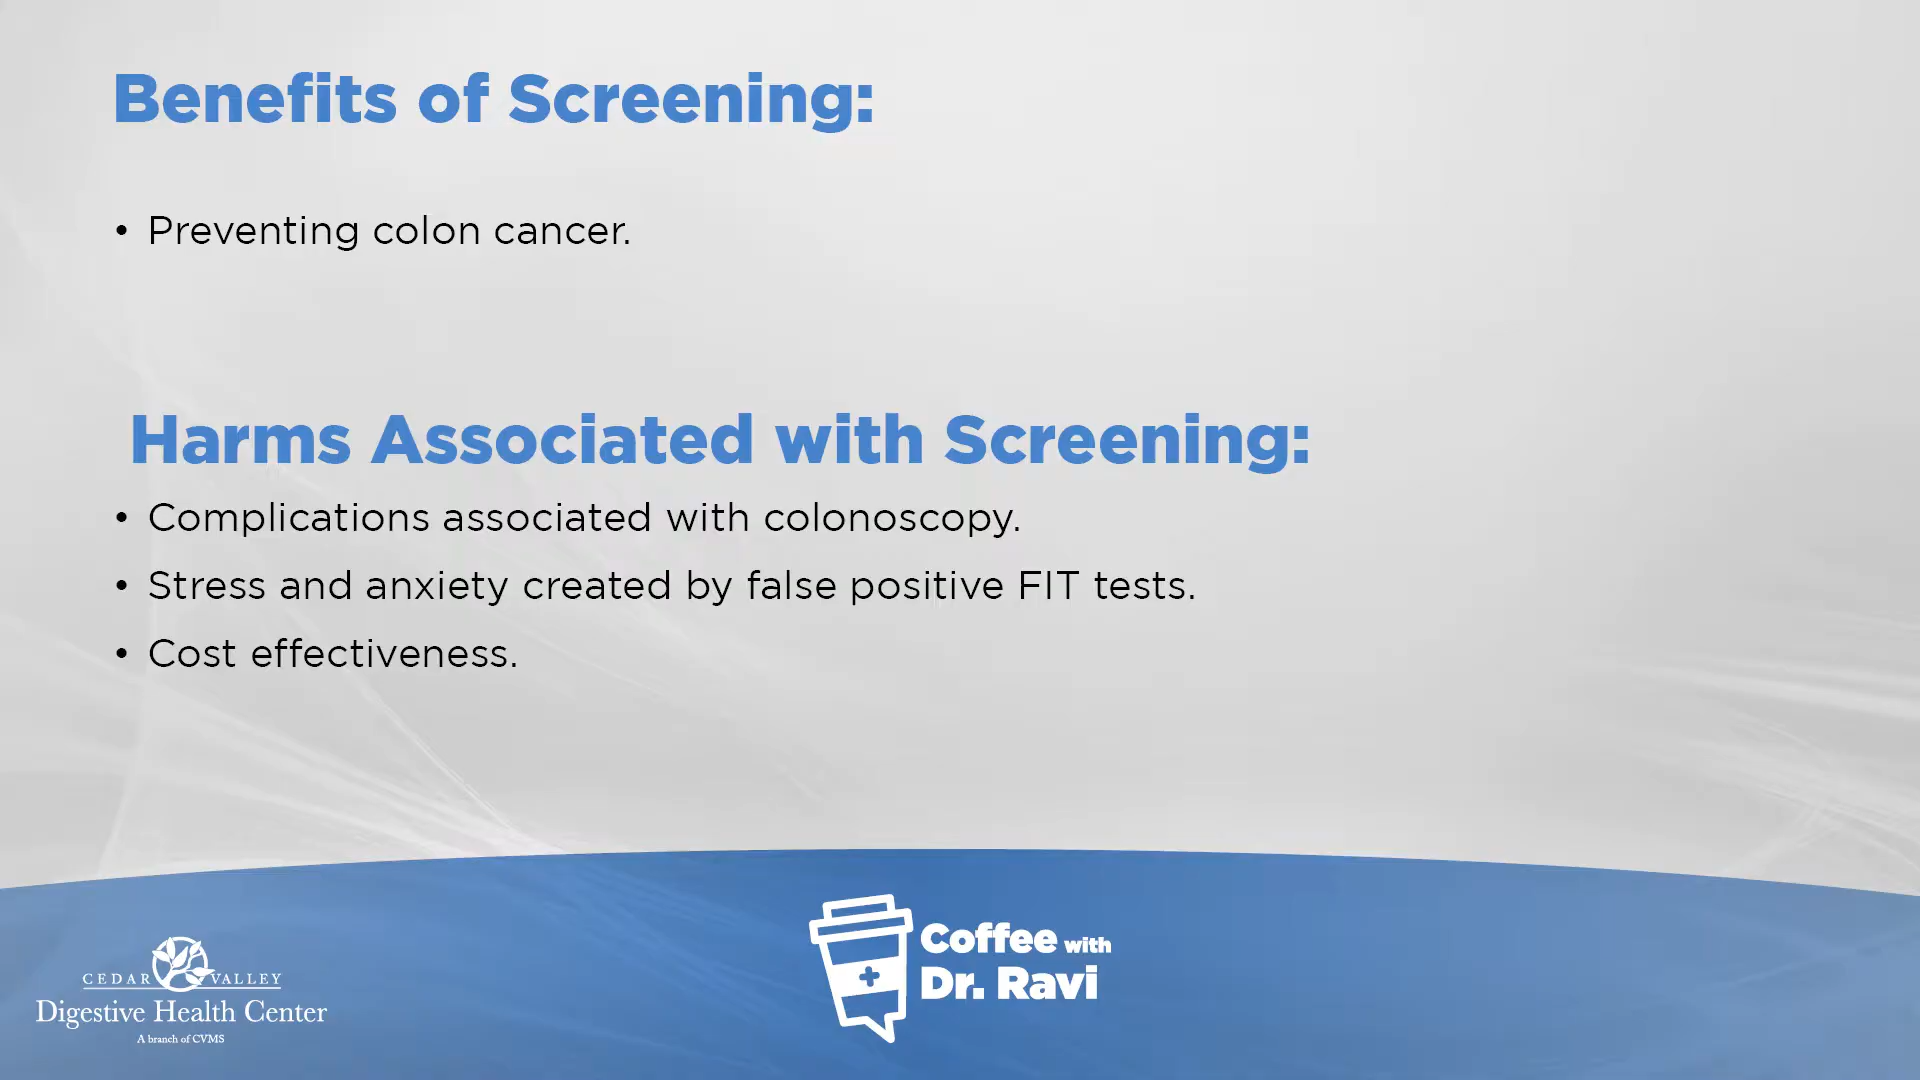 Benefits of Screening:
• Preventing colon cancer.
Harms Associated with Screening:
• Complications associated with colonoscopy.
• Stress and anxiety created by false positive FIT tests.
• Cost effectiveness.
CEDAR VALLEY
Digestive Health Center
A branch of CVMS
Coffee with
Dr. Ravi